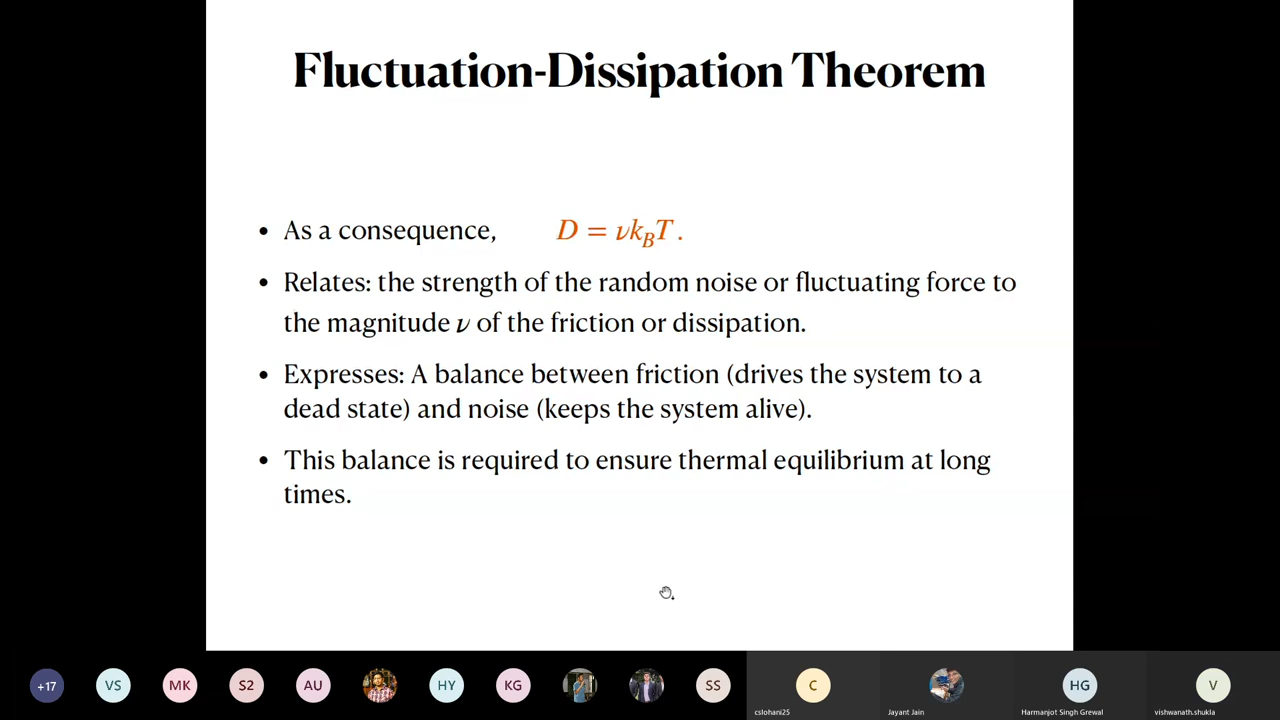 Fluctuation-Dissipation Theorem
• As a consequence, D = νk_BT.
• Relates: the strength of the random noise or fluctuating force to
the magnitude ν of the friction or dissipation.
• Expresses: A balance between friction (drives the system to a
dead state) and noise (keeps the system alive).
• This balance is required to ensure thermal equilibrium at long
times.
+17 VS MK S2 AU HY KG SS C HG V
cslohani25 Jayant Jain Harmanjot Singh Grewal vishwanath.shukla